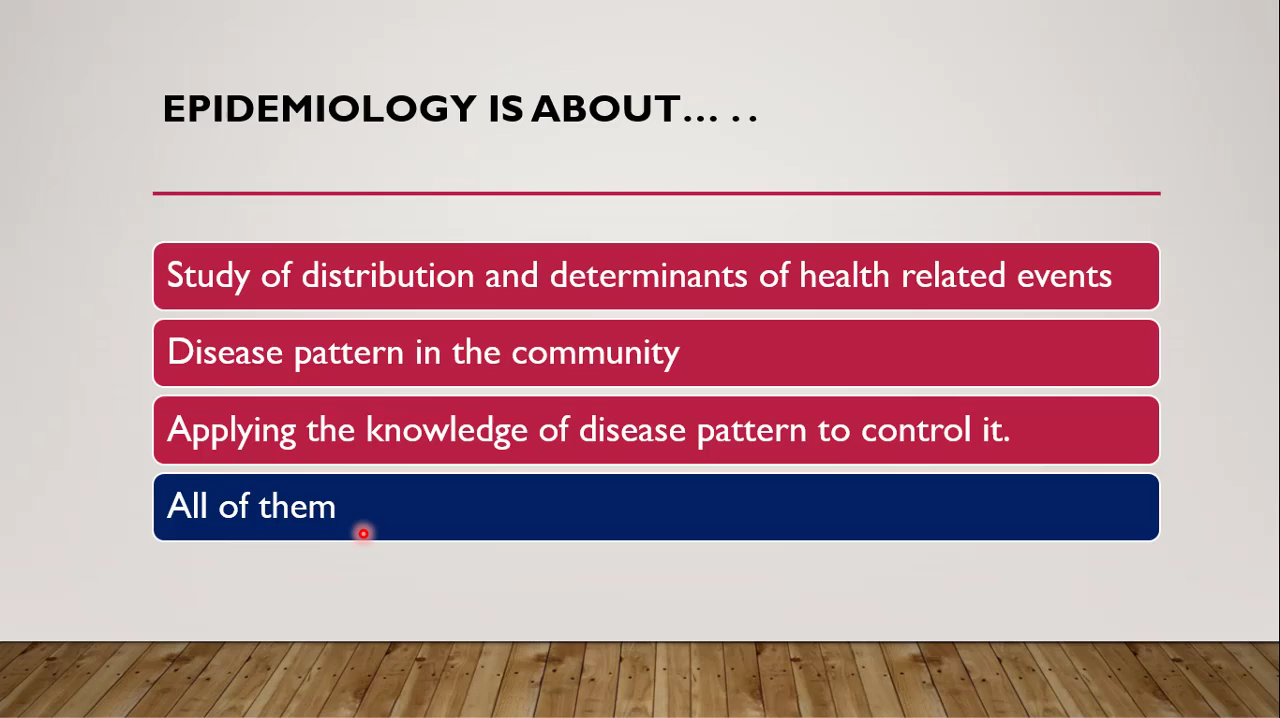 EPIDEMIOLOGY IS ABOUT... . .
Study of distribution and determinants of health related events
Disease pattern in the community
Applying the knowledge of disease pattern to control it.
All of them